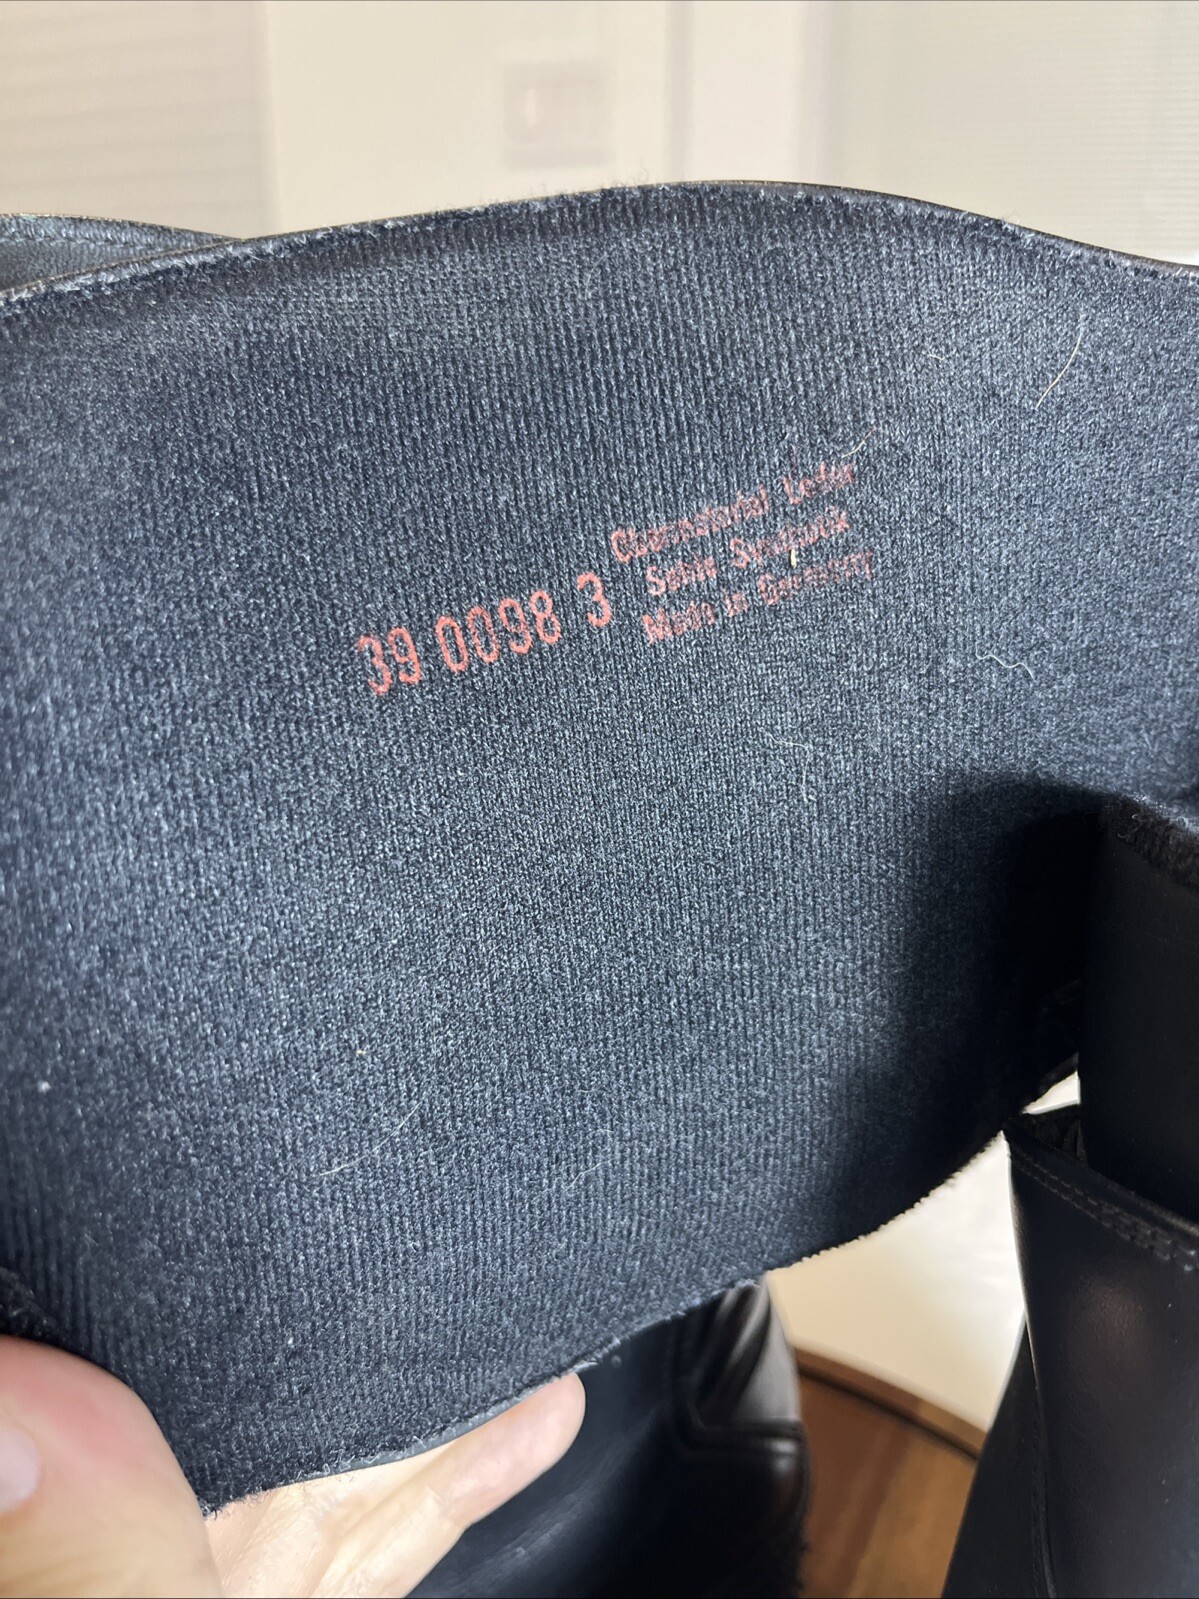 39 0098 3
Obermaterial Leder
Sohle Synthetik
Made in Germany